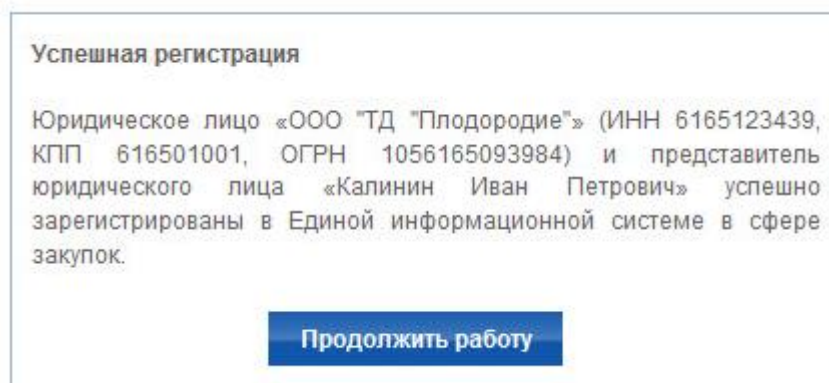 Успешная регистрация
Юридическое лицо «ООО "ТД "Плодородие"» (ИНН 6165123439,
КПП 616501001, ОГРН 1056165093984) и представитель
юридического лица «Калинин Иван Петрович» успешно
зарегистрированы в Единой информационной системе в сфере
закупок.
Продолжить работу